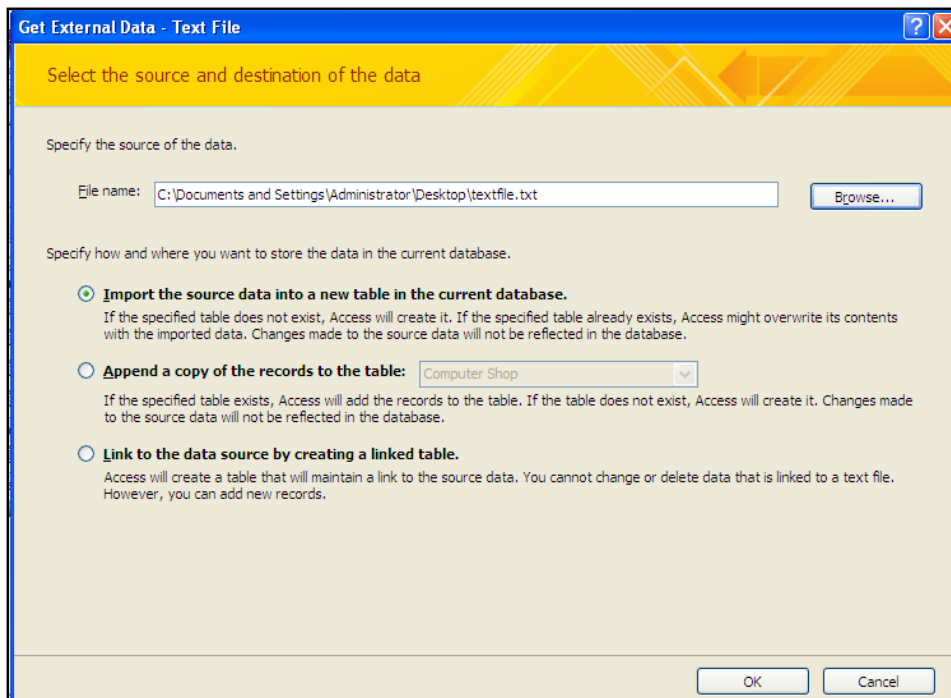 Get External Data - Text File
Select the source and destination of the data
Specify the source of the data.
File name: C:\Documents and Settings\Administrator\Desktop\textfile.txt Browse...
Specify how and where you want to store the data in the current database.
Import the source data into a new table in the current database.
If the specified table does not exist, Access will create it. If the specified table already exists, Access might overwrite its contents
with the imported data. Changes made to the source data will not be reflected in the database.
Append a copy of the records to the table: Computer Shop
If the specified table exists, Access will add the records to the table. If the table does not exist, Access will create it. Changes made
to the source data will not be reflected in the database.
Link to the data source by creating a linked table.
Access will create a table that will maintain a link to the source data. You cannot change or delete data that is linked to a text file.
However, you can add new records.
OK Cancel